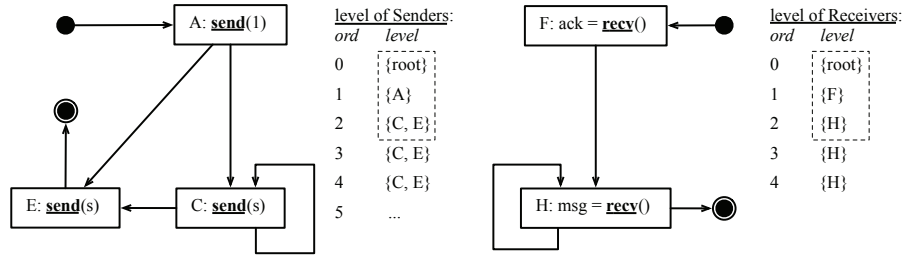 A: send(1)
E: send(s)
C: send(s)
level of Senders:
ord level
0 {root}
1 {A}
2 {C, E}
3 {C, E}
4 {C, E}
5 ...
F: ack = recv()
H: msg = recv()
level of Receivers:
ord level
0 {root}
1 {F}
2 {H}
3 {H}
4 {H}